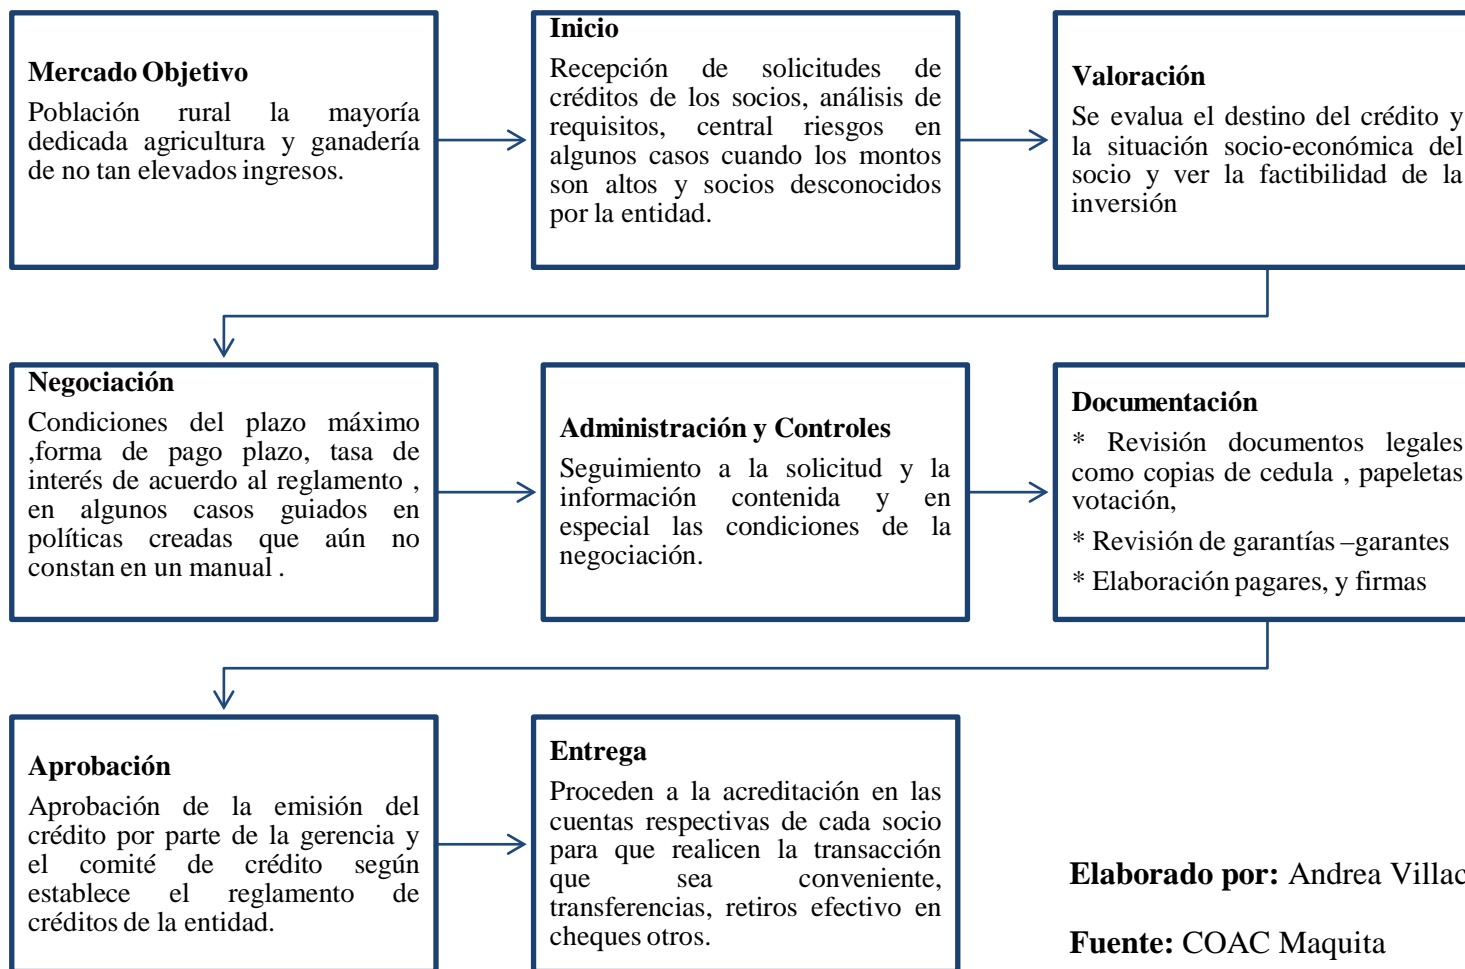 Mercado Objetivo
Población rural la mayoría
dedicada agricultura y ganadería
de no tan elevados ingresos.
Inicio
Recepción de solicitudes de
créditos de los socios, análisis de
requisitos, central riesgos en
algunos casos cuando los montos
son altos y socios desconocidos
por la entidad.
Valoración
Se evalua el destino del crédito y
la situación socio-económica del
socio y ver la factibilidad de la
inversión
Negociación
Condiciones del plazo máximo
,forma de pago plazo, tasa de
interés de acuerdo al reglamento ,
en algunos casos guiados en
políticas creadas que aún no
constan en un manual .
Administración y Controles
Seguimiento a la solicitud y la
información contenida y en
especial las condiciones de la
negociación.
Documentación
* Revisión documentos legales
como copias de cedula , papeletas
votación,
* Revisión de garantías –garantes
* Elaboración pagares, y firmas
Aprobación
Aprobación de la emisión del
crédito por parte de la gerencia y
el comité de crédito según
establece el reglamento de
créditos de la entidad.
Entrega
Proceden a la acreditación en las
cuentas respectivas de cada socio
para que realicen la transacción
que sea conveniente,
transferencias, retiros efectivo en
cheques otros.
Elaborado por: Andrea
Fuente: COAC Maquita